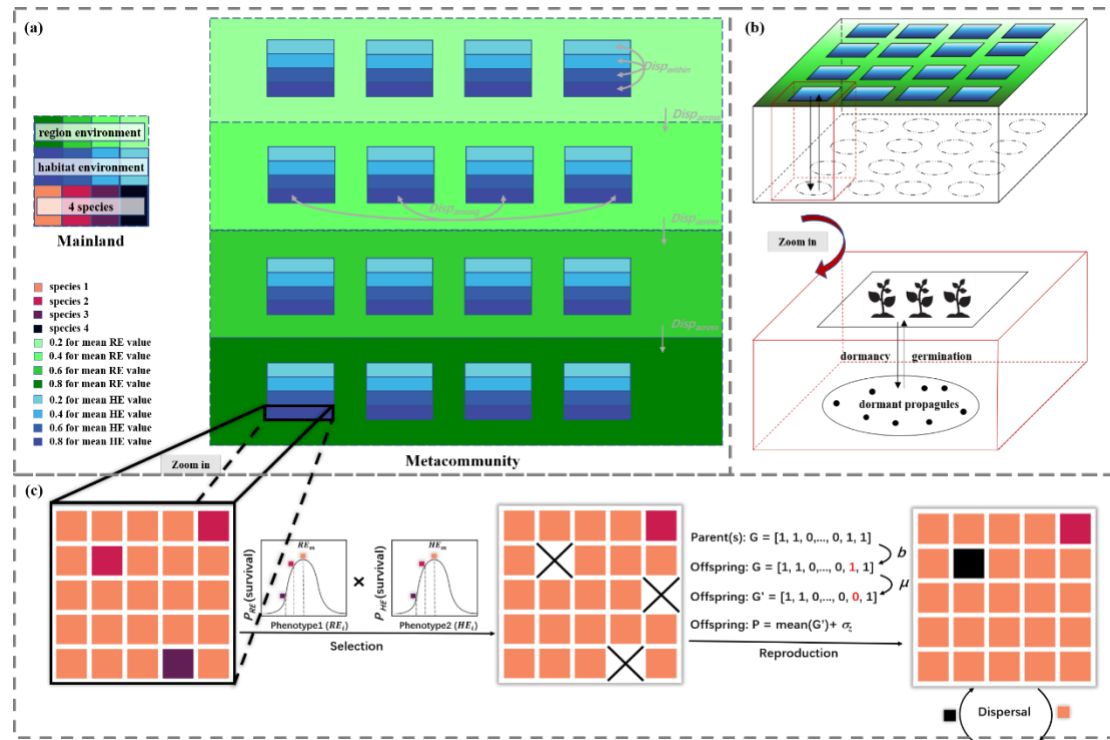 (a)
Disp_within
Disp_across
region environment
habitat environment
4 species
Mainland
Disp_among
Disp_across
species 1
species 2
species 3
species 4
0.2 for mean RE value
0.4 for mean RE value
0.6 for mean RE value
0.8 for mean RE value
0.2 for mean HE value
0.4 for mean HE value
0.6 for mean HE value
0.8 for mean HE value
Disp_across
Zoom in
Metacommunity
(b)
Zoom in
dormancy
germination
dormant propagules
(c)
P_RE(survival)
RE_m
Phenotype1 (RE_i)
×
P_HE(survival)
HE_m
Phenotype2 (HE_i)
Selection
Parent(s): G = [1, 1, 0,..., 0, 1, 1]
b
Offspring: G = [1, 1, 0,..., 0, 1, 1]
μ
Offspring: G' = [1, 1, 0,..., 0, 0, 1]
Offspring: P = mean(G')+ σ
Reproduction
Dispersal